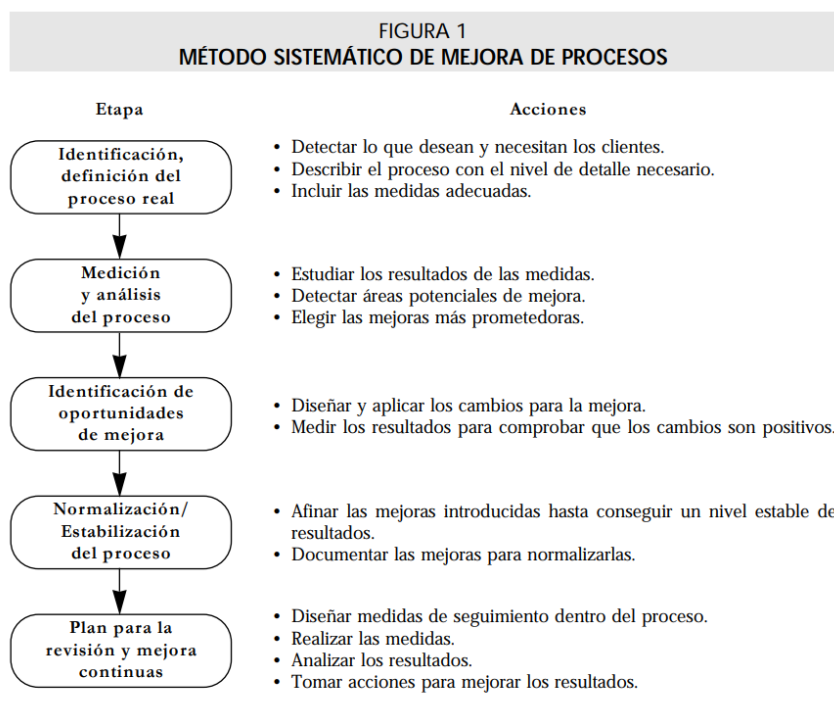 FIGURA 1
MÉTODO SISTEMÁTICO DE MEJORA DE PROCESOS
Etapa
Acciones
Identificación,
definición del
proceso real
• Detectar lo que desean y necesitan los clientes.
• Describir el proceso con el nivel de detalle necesario.
• Incluir las medidas adecuadas.
Medición
y análisis
del proceso
• Estudiar los resultados de las medidas.
• Detectar áreas potenciales de mejora.
• Elegir las mejoras más prometedoras.
Identificación de
oportunidades
de mejora
• Diseñar y aplicar los cambios para la mejora.
• Medir los resultados para comprobar que los cambios son positivos.
Normalización/
Estabilización
del proceso
• Afinar las mejoras introducidas hasta conseguir un nivel estable de
resultados.
• Documentar las mejoras para normalizarlas.
Plan para la
revisión y mejora
continuas
• Diseñar medidas de seguimiento dentro del proceso.
• Realizar las medidas.
• Analizar los resultados.
• Tomar acciones para mejorar los resultados.